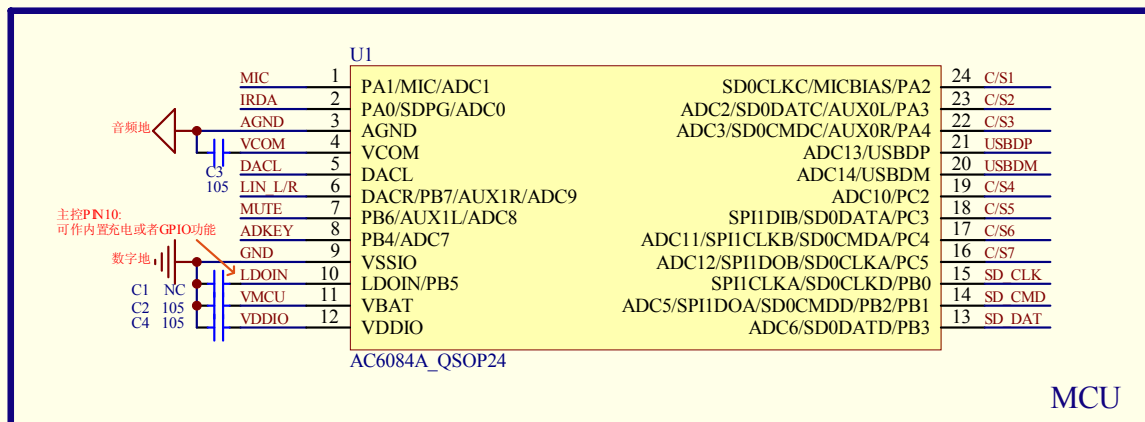 U1
MIC 1 PA1/MIC/ADC1 SD0CLKC/MICBIAS/PA2 24 C/S1
IRDA 2 PA0/SDPG/ADC0 ADC2/SD0DATC/AUX0L/PA3 23 C/S2
音频地 AGND 3 AGND ADC3/SD0CMDC/AUX0R/PA4 22 C/S3
VCOM 4 VCOM ADC13/USBDP 21 USBDP
C3
105
DACL 5 DACL ADC14/USBDM 20 USBDM
LIN_L/R 6 DACR/PB7/AUX1R/ADC9 ADC10/PC2 19 C/S4
主控PIN10:
可作内置充电或者GPIO功能
MUTE 7 PB6/AUX1L/ADC8 SPI1DIB/SD0DATA/PC3 18 C/S5
ADKEY 8 PB4/ADC7 ADC11/SPI1CLKB/SD0CMDA/PC4 17 C/S6
数字地 GND 9 VSSIO ADC12/SPI1DOB/SD0CLKA/PC5 16 C/S7
C1 NC LDOIN 10 LDOIN/PB5 SPI1CLKA/SD0CLKD/PB0 15 SD_CLK
C2 105 VMCU 11 VBAT ADC5/SPI1DOA/SD0CMDD/PB2/PB1 14 SD_CMD
C4 105 VDDIO 12 VDDIO ADC6/SD0DATD/PB3 13 SD_DAT
AC6084A_QSOP24
MCU